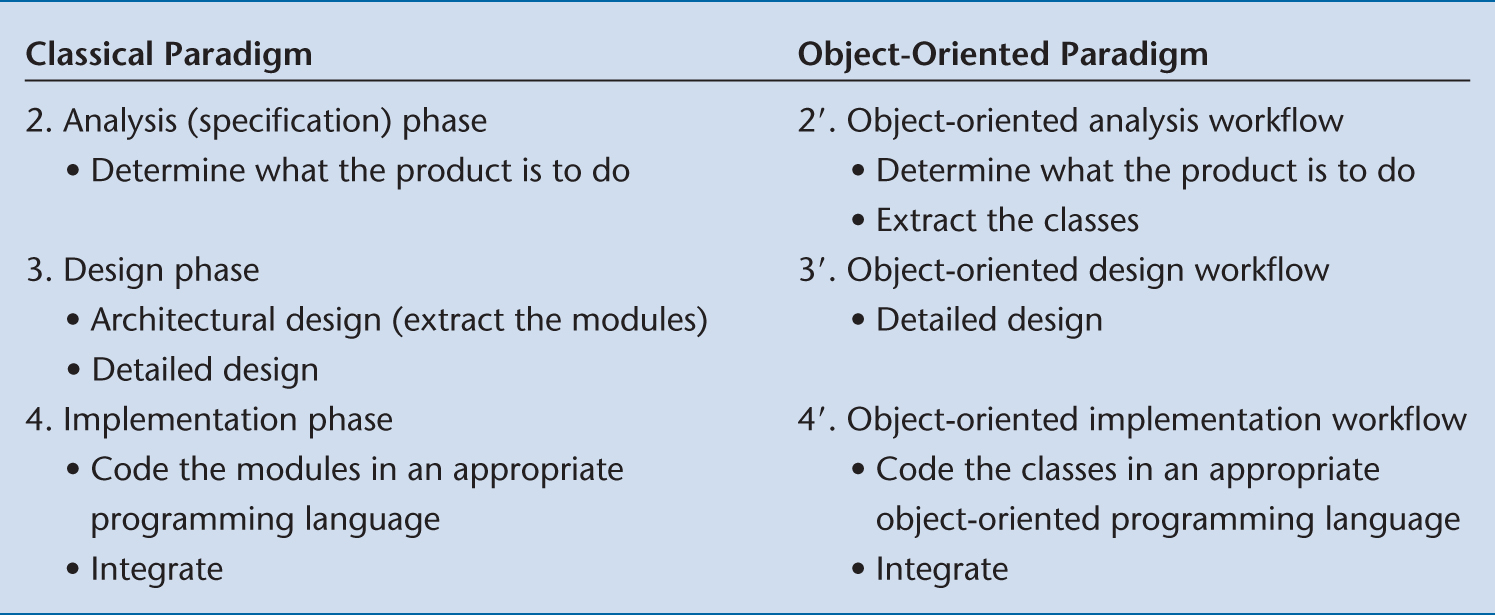 Classical Paradigm
Object-Oriented Paradigm
2. Analysis (specification) phase
• Determine what the product is to do
2′. Object-oriented analysis workflow
• Determine what the product is to do
• Extract the classes
3. Design phase
• Architectural design (extract the modules)
• Detailed design
3′. Object-oriented design workflow
• Detailed design
4. Implementation phase
• Code the modules in an appropriate
programming language
• Integrate
4′. Object-oriented implementation workflow
• Code the classes in an appropriate
object-oriented programming language
• Integrate